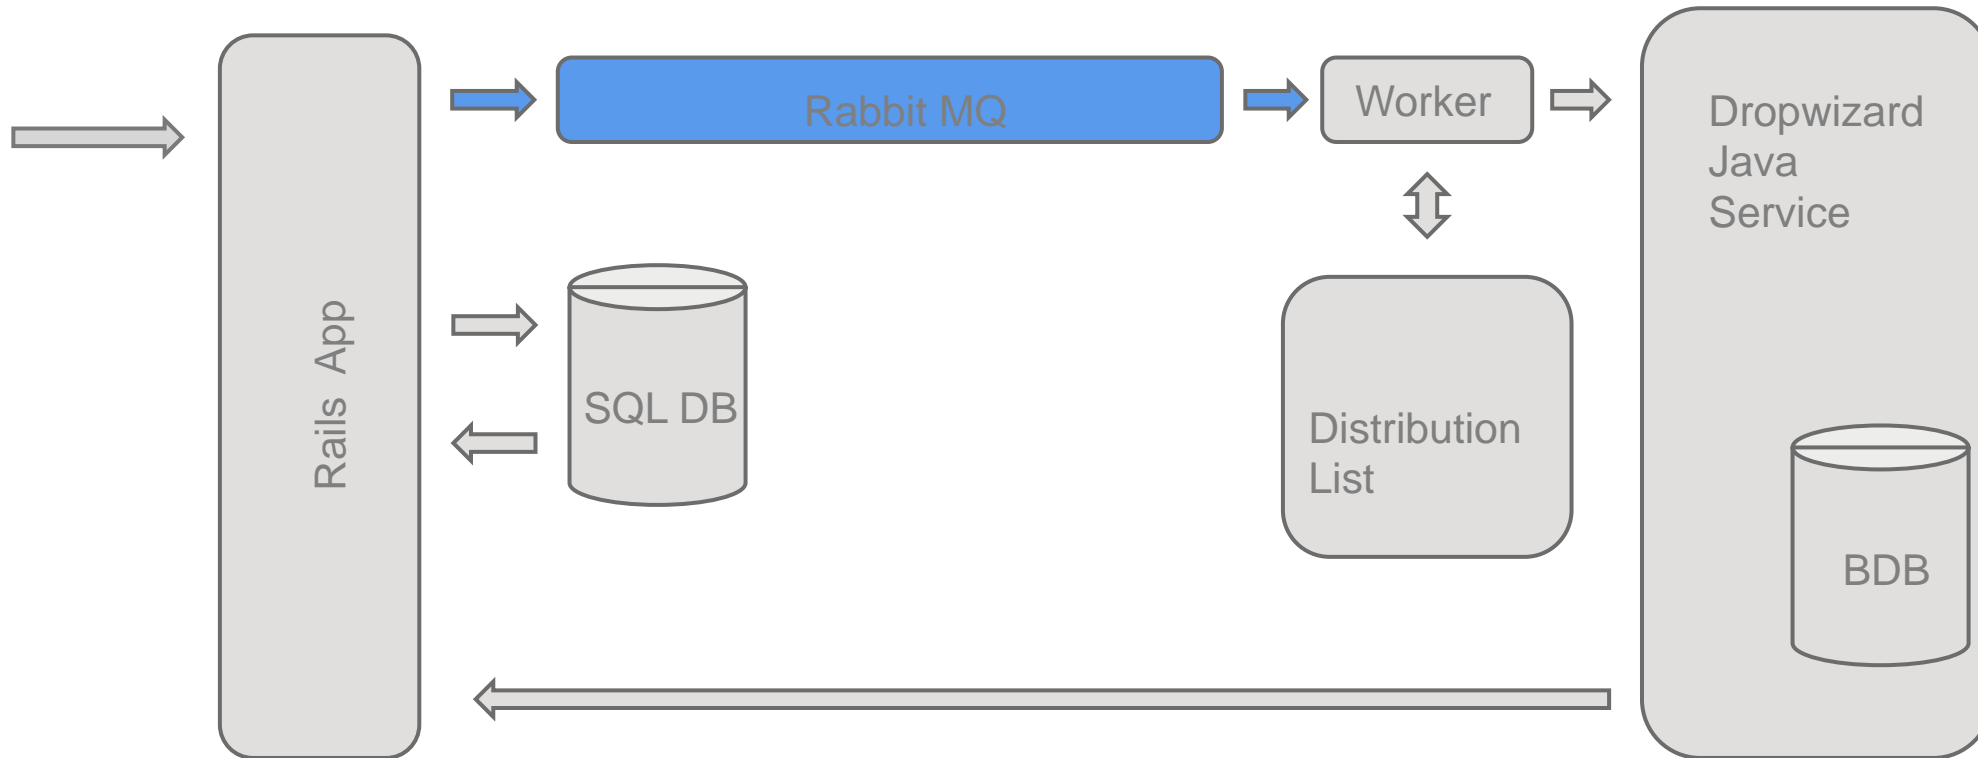 Rails App
Rabbit MQ
Worker
Dropwizard
Java
Service
SQL DB
Distribution
List
BDB